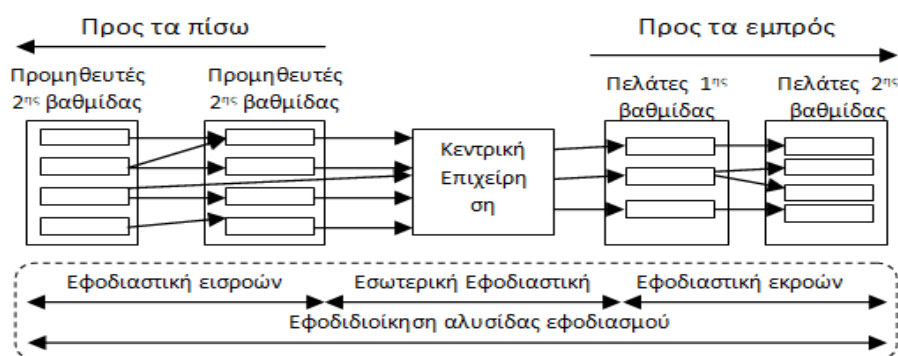 Προς τα πίσω
Προς τα εμπρός
Προμηθευτές
2ης βαθμίδας
Προμηθευτές
2ης βαθμίδας
Πελάτες 1ης
βαθμίδας
Πελάτες 2ης
βαθμίδας
Κεντρική
Επιχείρη
ση
Εφοδιαστική εισροών
Εσωτερική Εφοδιαστική
Εφοδιαστική εκροών
Εφοδιδιοίκηση αλυσίδας εφοδιασμού